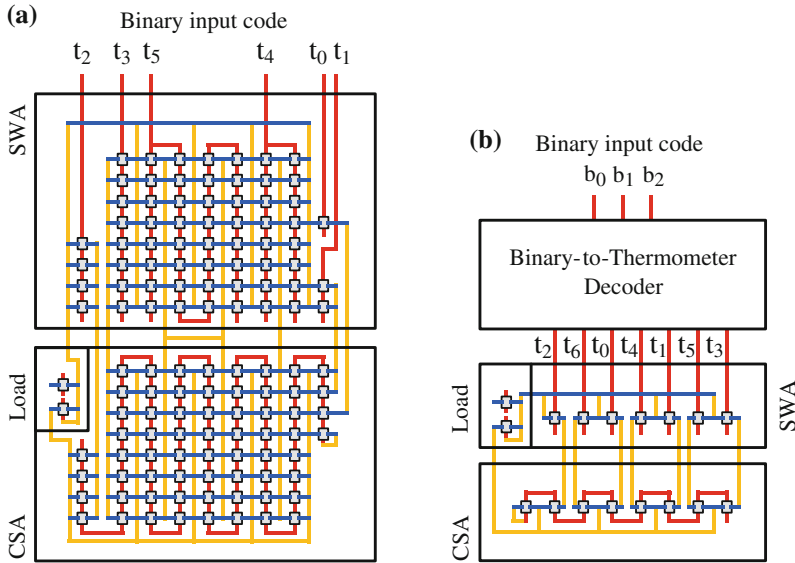 (a)
Binary input code
t2 t3 t5 t4 t0 t1
SWA
Load
CSA
(b)
Binary input code
b0 b1 b2
Binary-to-Thermometer
Decoder
t2 t6 t0 t4 t1 t5 t3
Load
SWA
CSA